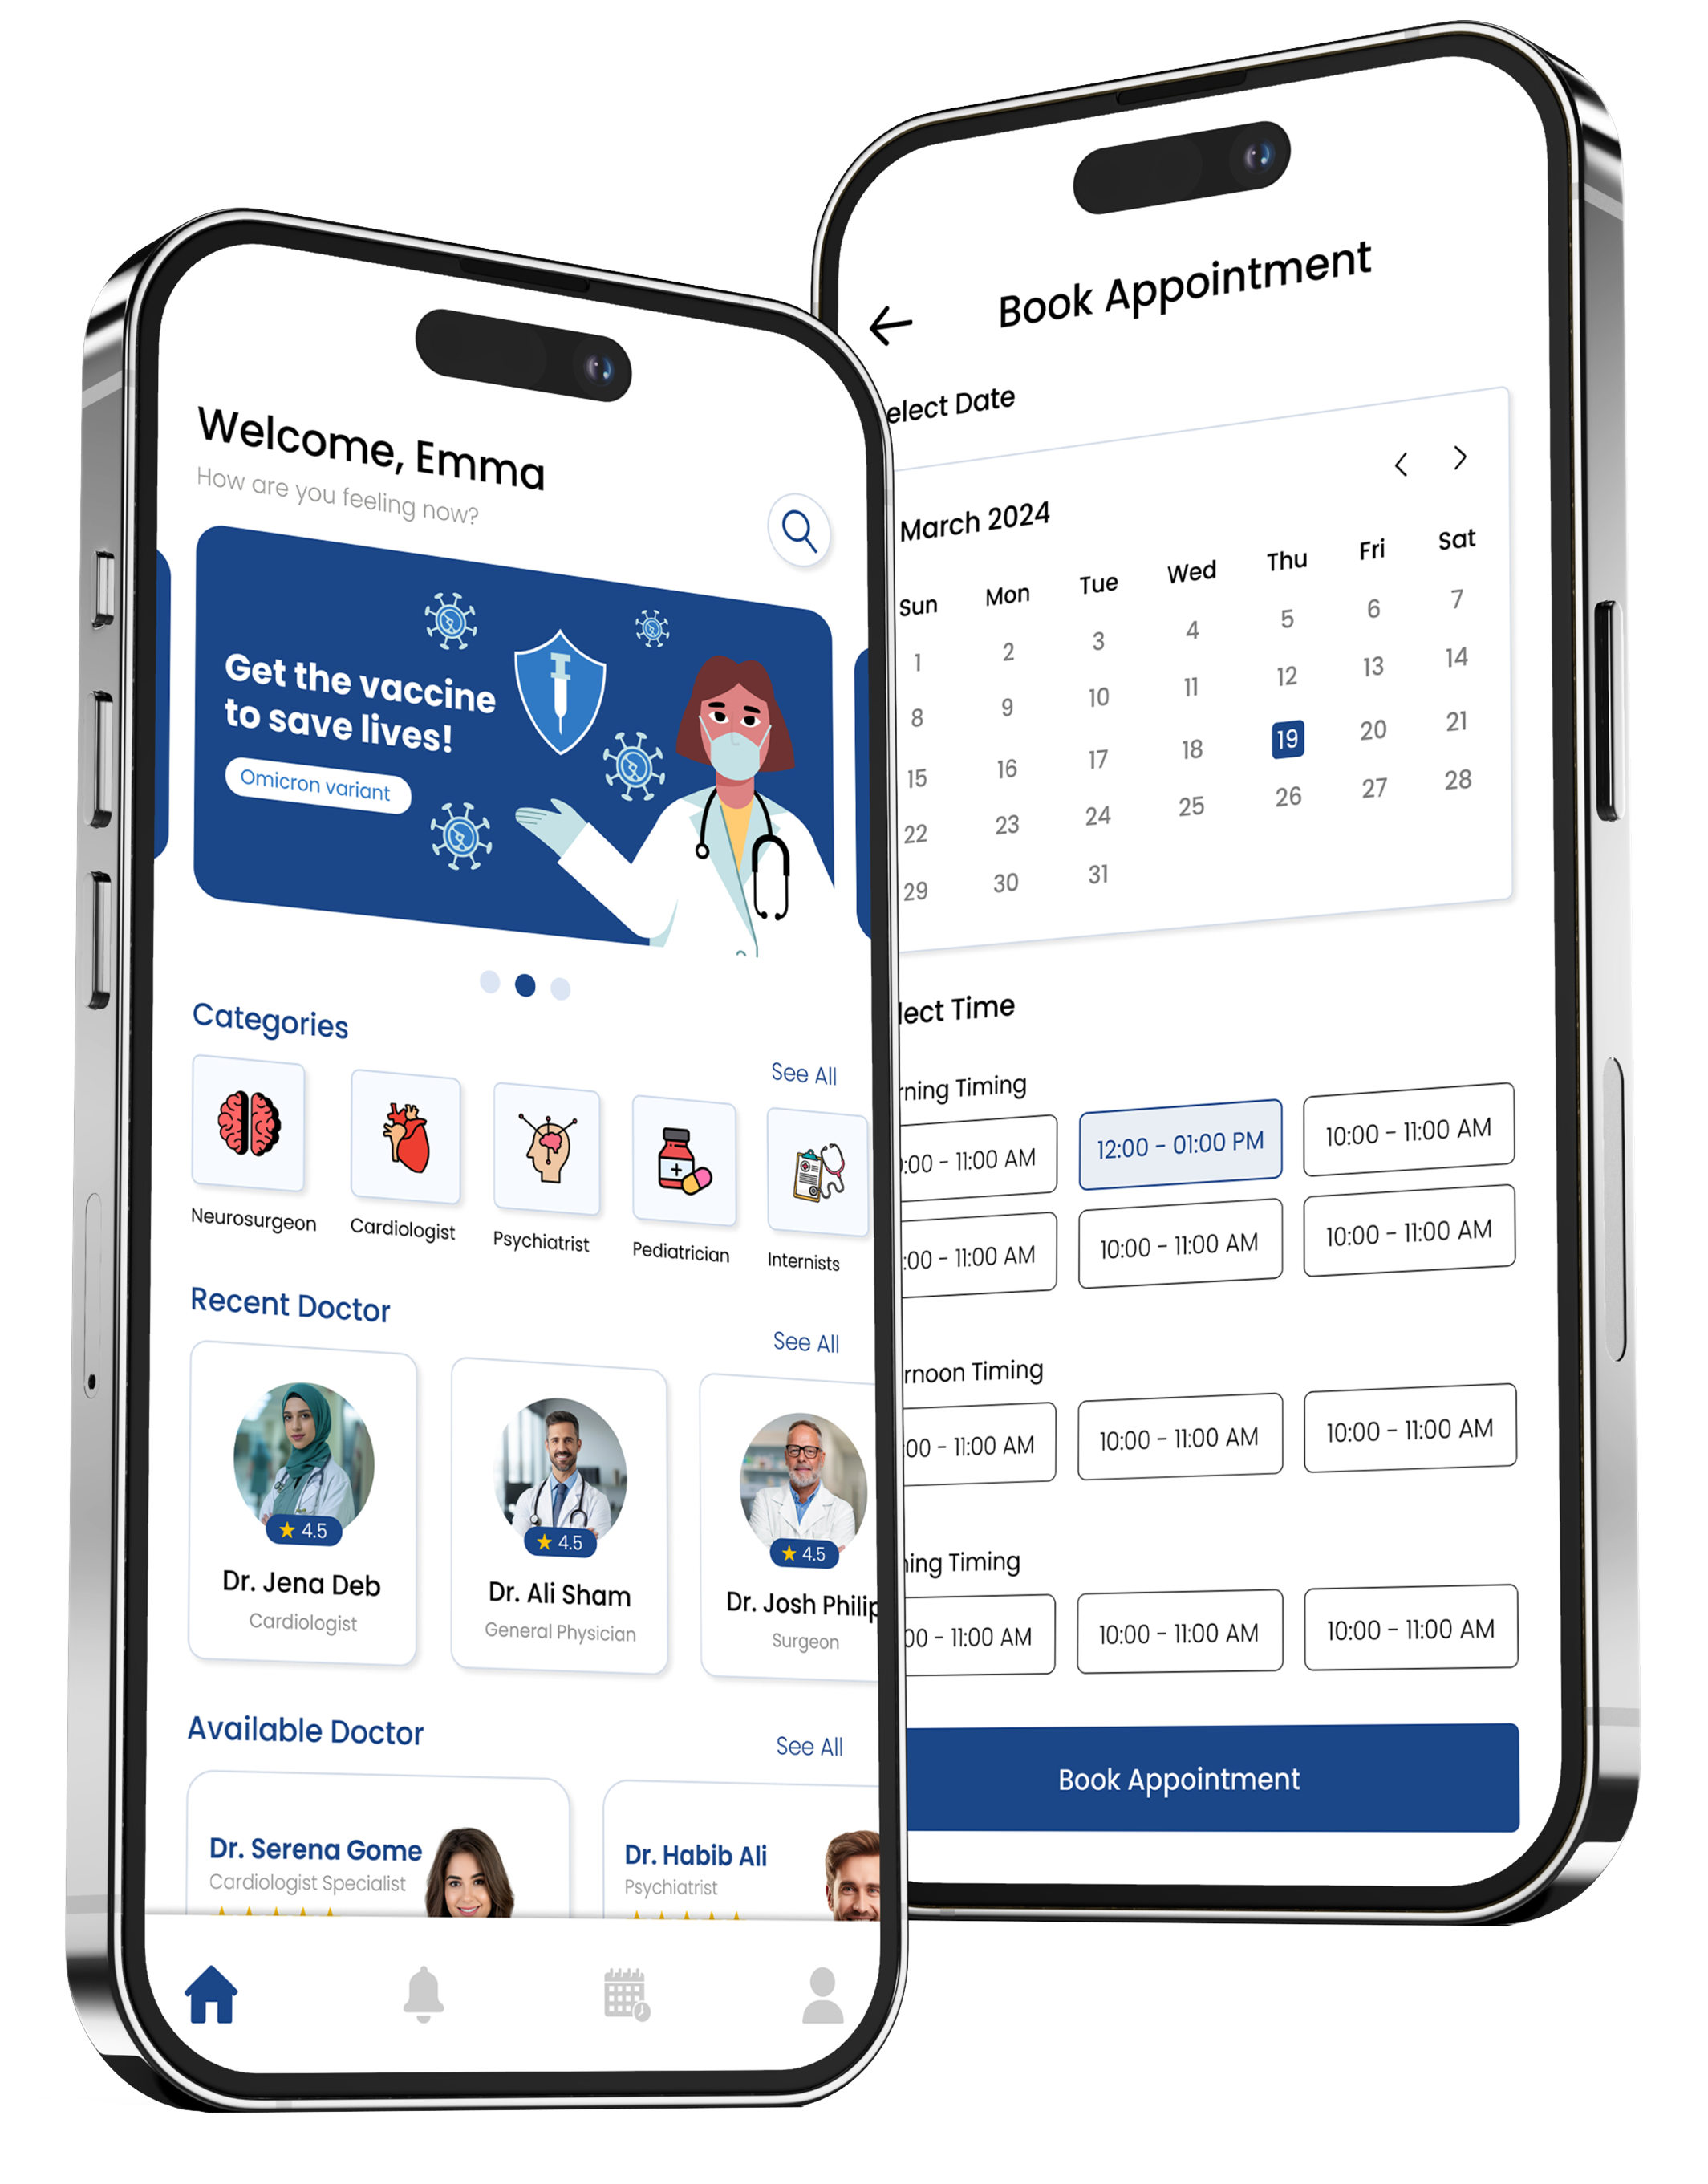 Welcome, Emma
How are you feeling now?
Get the vaccine
to save lives!
Omicron variant
Categories
See All
Neurosurgeon Cardiologist Psychiatrist Pediatrician Internists
Recent Doctor
See All
4.5 4.5 4.5
Dr. Jena Deb Dr. Ali Sham Dr. Josh Philip
Cardiologist General Physician Surgeon
Available Doctor
See All
Dr. Serena Gome Dr. Habib Ali
Cardiologist Specialist Psychiatrist
Book Appointment
elect Date
March 2024
Sun Mon Tue Wed Thu Fri Sat
1 2 3 4 5 6 7
8 9 10 11 12 13 14
15 16 17 18 19 20 21
22 23 24 25 26 27 28
29 30 31
lect Time
rning Timing
:00 - 11:00 AM 12:00 - 01:00 PM 10:00 - 11:00 AM
:00 - 11:00 AM 10:00 - 11:00 AM 10:00 - 11:00 AM
rnoon Timing
00 - 11:00 AM 10:00 - 11:00 AM 10:00 - 11:00 AM
ning Timing
00 - 11:00 AM 10:00 - 11:00 AM 10:00 - 11:00 AM
Book Appointment